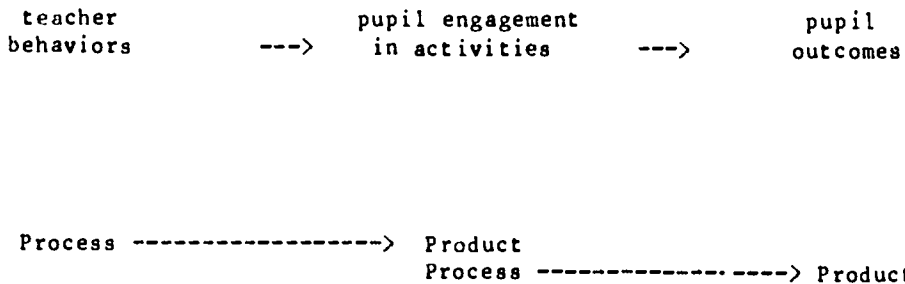 teacher pupil engagement pupil
behaviors ---> in activities ---> outcomes
Process ------------------> Product
Process ------------------> Product